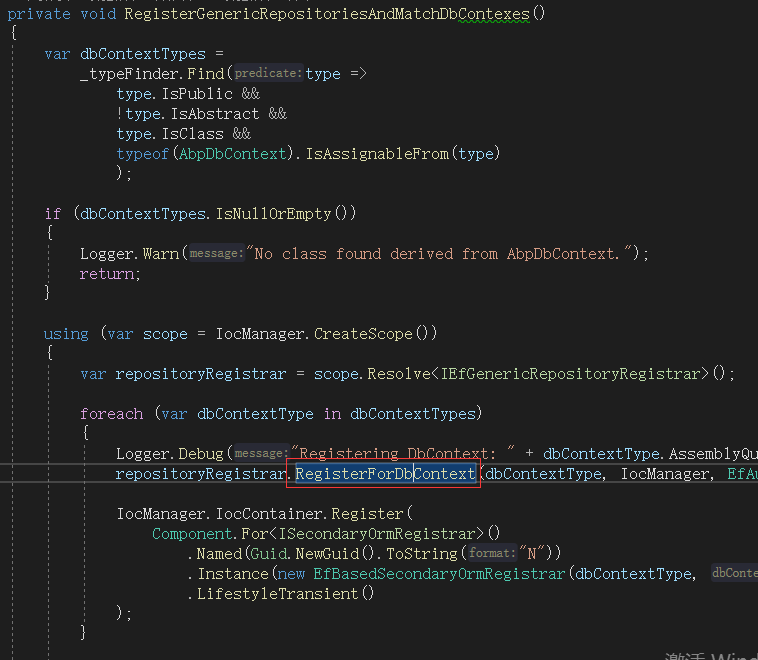 private void RegisterGenericRepositoriesAndMatchDbContexes()
{
var dbContextTypes =
_typeFinder.Find(predicate: type =>
type.IsPublic &&
!type.IsAbstract &&
type.IsClass &&
typeof(AbpDbContext).IsAssignableFrom(type)
);
if (dbContextTypes.IsNullOrEmpty())
{
Logger.Warn(message: "No class found derived from AbpDbContext.");
return;
}
using (var scope = IocManager.CreateScope())
{
var repositoryRegistrar = scope.Resolve<IEfGenericRepositoryRegistrar>();
foreach (var dbContextType in dbContextTypes)
{
Logger.Debug(message: "Registering DbContext: " + dbContextType.AssemblyQu
repositoryRegistrar.RegisterForDbContext(dbContextType, IocManager, EfAu
IocManager.IocContainer.Register(
Component.For<ISecondaryOrmRegistrar>()
.Named(Guid.NewGuid().ToString(format: "N"))
.Instance(new EfBasedSecondaryOrmRegistrar(dbContextType, dbConte
.LifestyleTransient()
);
}